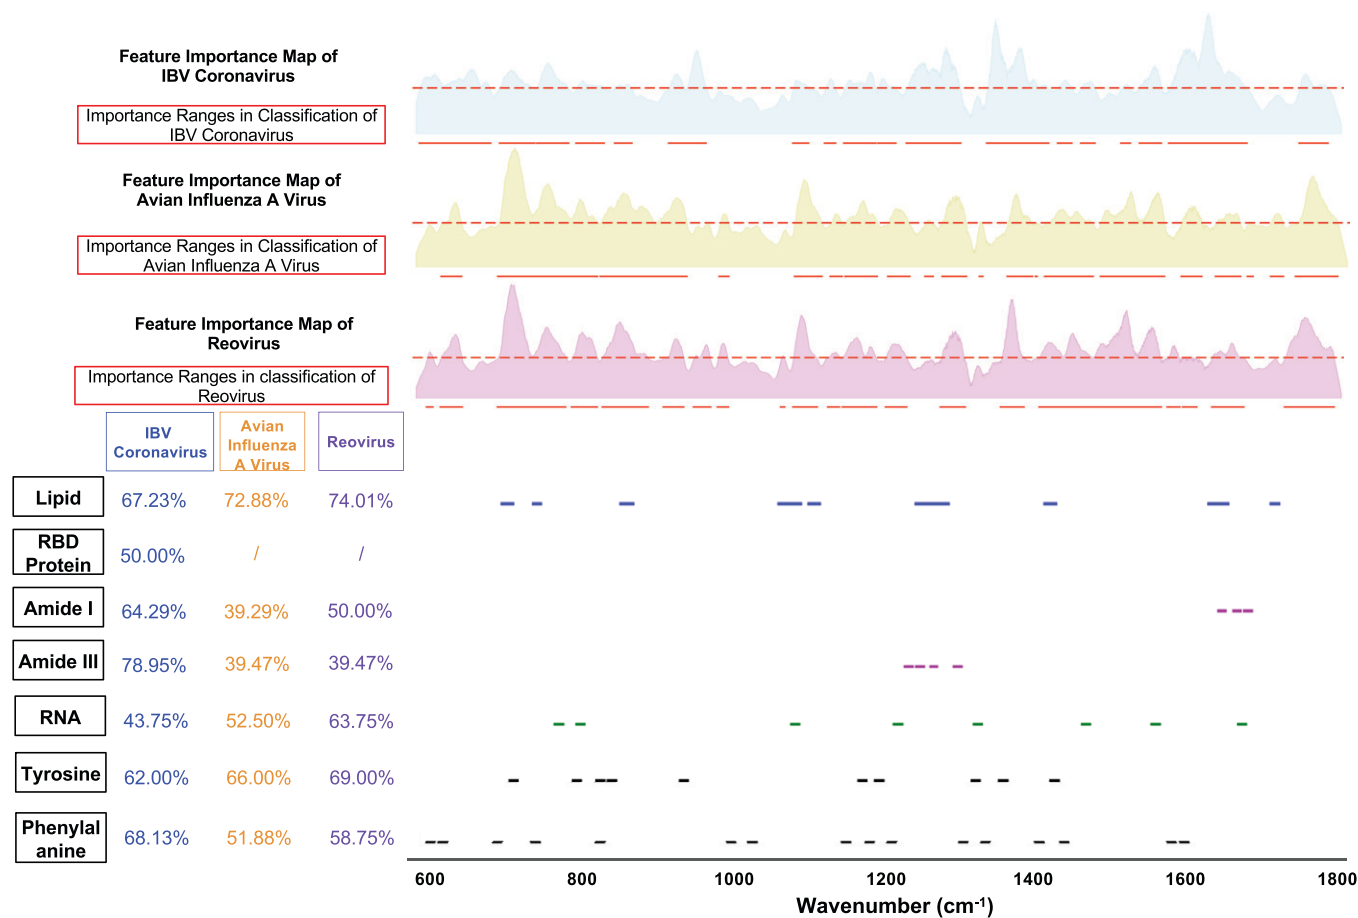 Feature Importance Map of
IBV Coronavirus
Importance Ranges in Classification of
IBV Coronavirus
Feature Importance Map of
Avian Influenza A Virus
Importance Ranges in Classification of
Avian Influenza A Virus
Feature Importance Map of
Reovirus
Importance Ranges in classification of
Reovirus
IBV
Coronavirus
Avian
Influenza
A Virus
Reovirus
Lipid 67.23% 72.88% 74.01%
RBD
Protein
50.00% / /
Amide I 64.29% 39.29% 50.00%
Amide III 78.95% 39.47% 39.47%
RNA 43.75% 52.50% 63.75%
Tyrosine 62.00% 66.00% 69.00%
Phenylal
anine
68.13% 51.88% 58.75%
600 800 1000 1200 1400 1600 1800
Wavenumber (cm⁻¹)